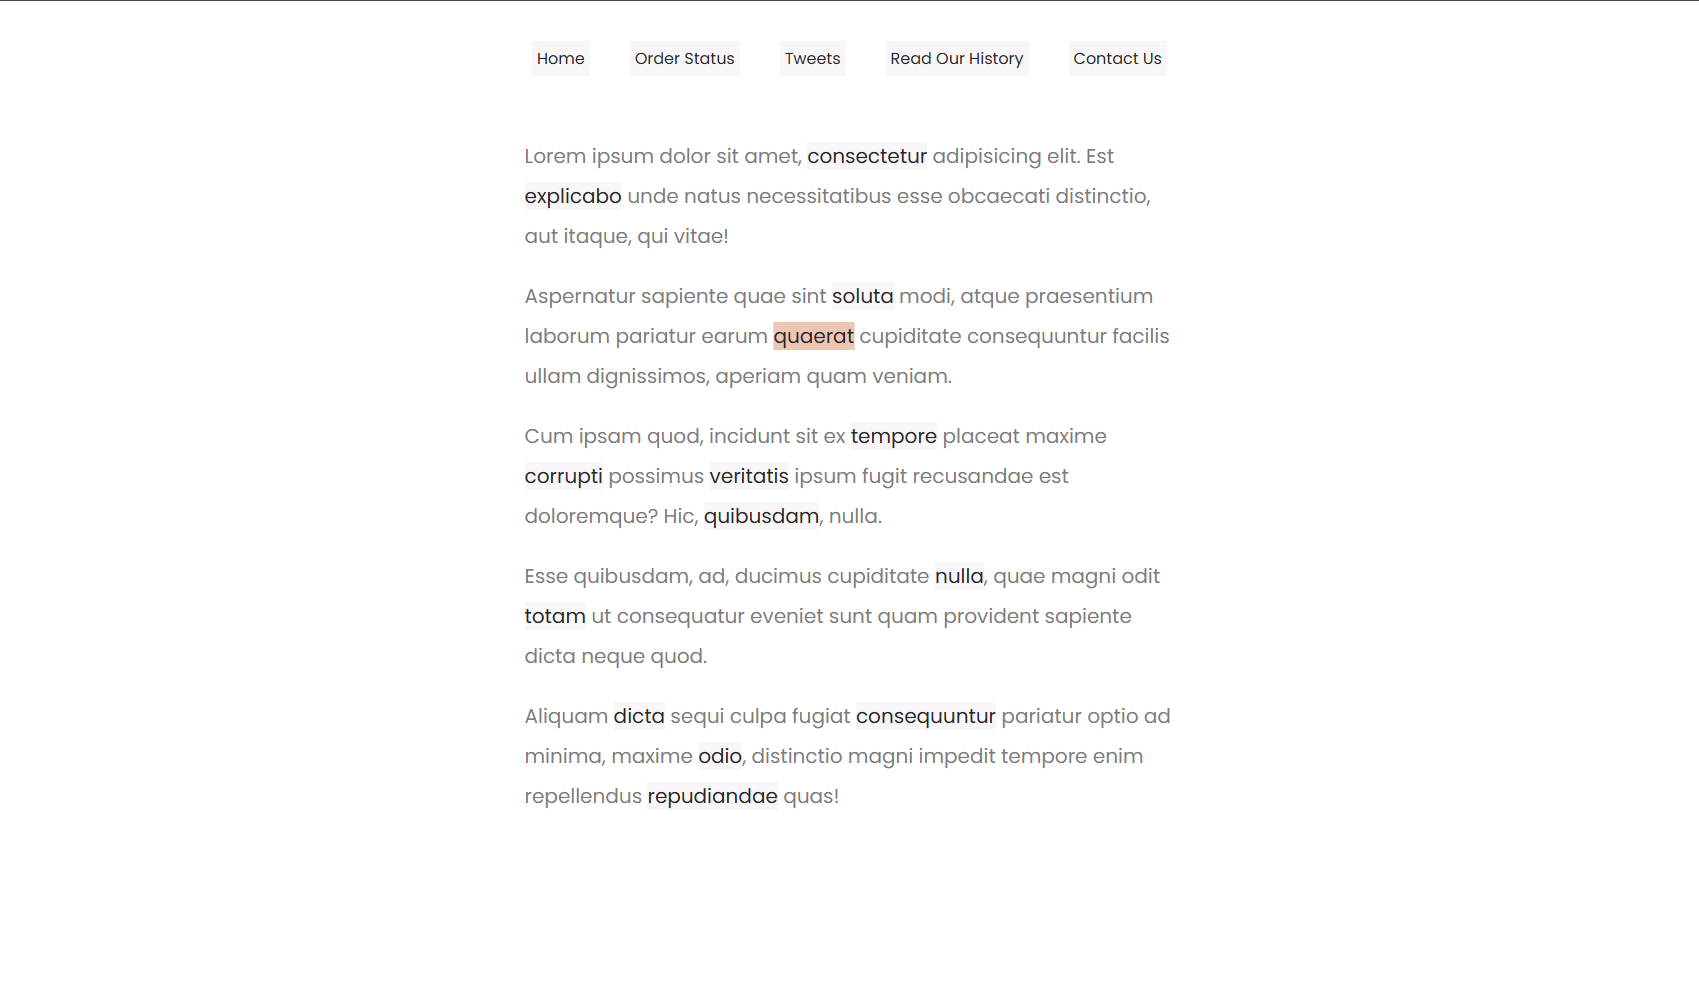 Home Order Status Tweets Read Our History Contact Us
Lorem ipsum dolor sit amet, consectetur adipisicing elit. Est
explicabo unde natus necessitatibus esse obcaecati distinctio,
aut itaque, qui vitae!
Aspernatur sapiente quae sint soluta modi, atque praesentium
laborum pariatur earum quaerat cupiditate consequuntur facilis
ullam dignissimos, aperiam quam veniam.
Cum ipsam quod, incidunt sit ex tempore placeat maxime
corrupti possimus veritatis ipsum fugit recusandae est
doloremque? Hic, quibusdam, nulla.
Esse quibusdam, ad, ducimus cupiditate nulla, quae magni odit
totam ut consequatur eveniet sunt quam provident sapiente
dicta neque quod.
Aliquam dicta sequi culpa fugiat consequuntur pariatur optio ad
minima, maxime odio, distinctio magni impedit tempore enim
repellendus repudiandae quas!